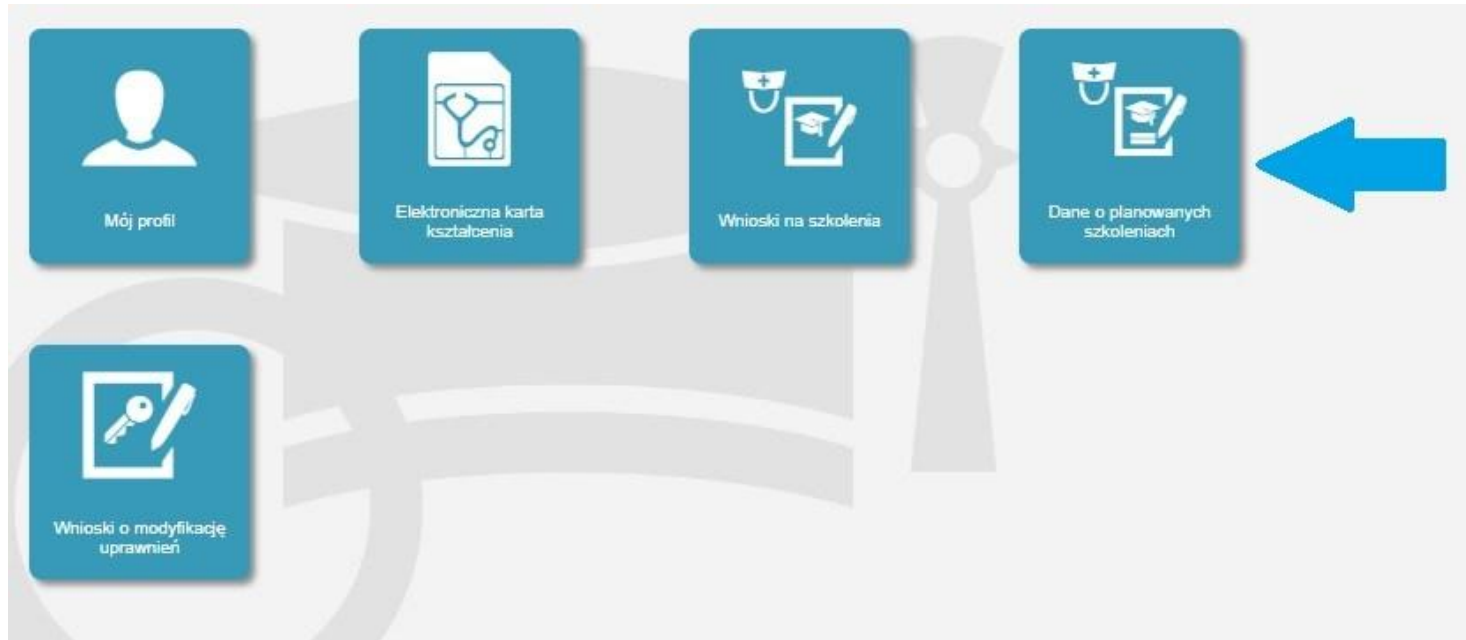 Mój profil
Elektroniczna karta
kształcenia
Wnioski na szkolenia
Dane o planowanych
szkoleniach
Wnioski o modyfikację
uprawnień